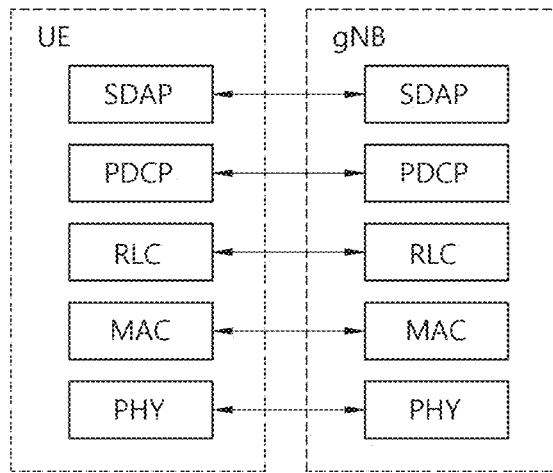 UE gNB
SDAP SDAP
PDCP PDCP
RLC RLC
MAC MAC
PHY PHY